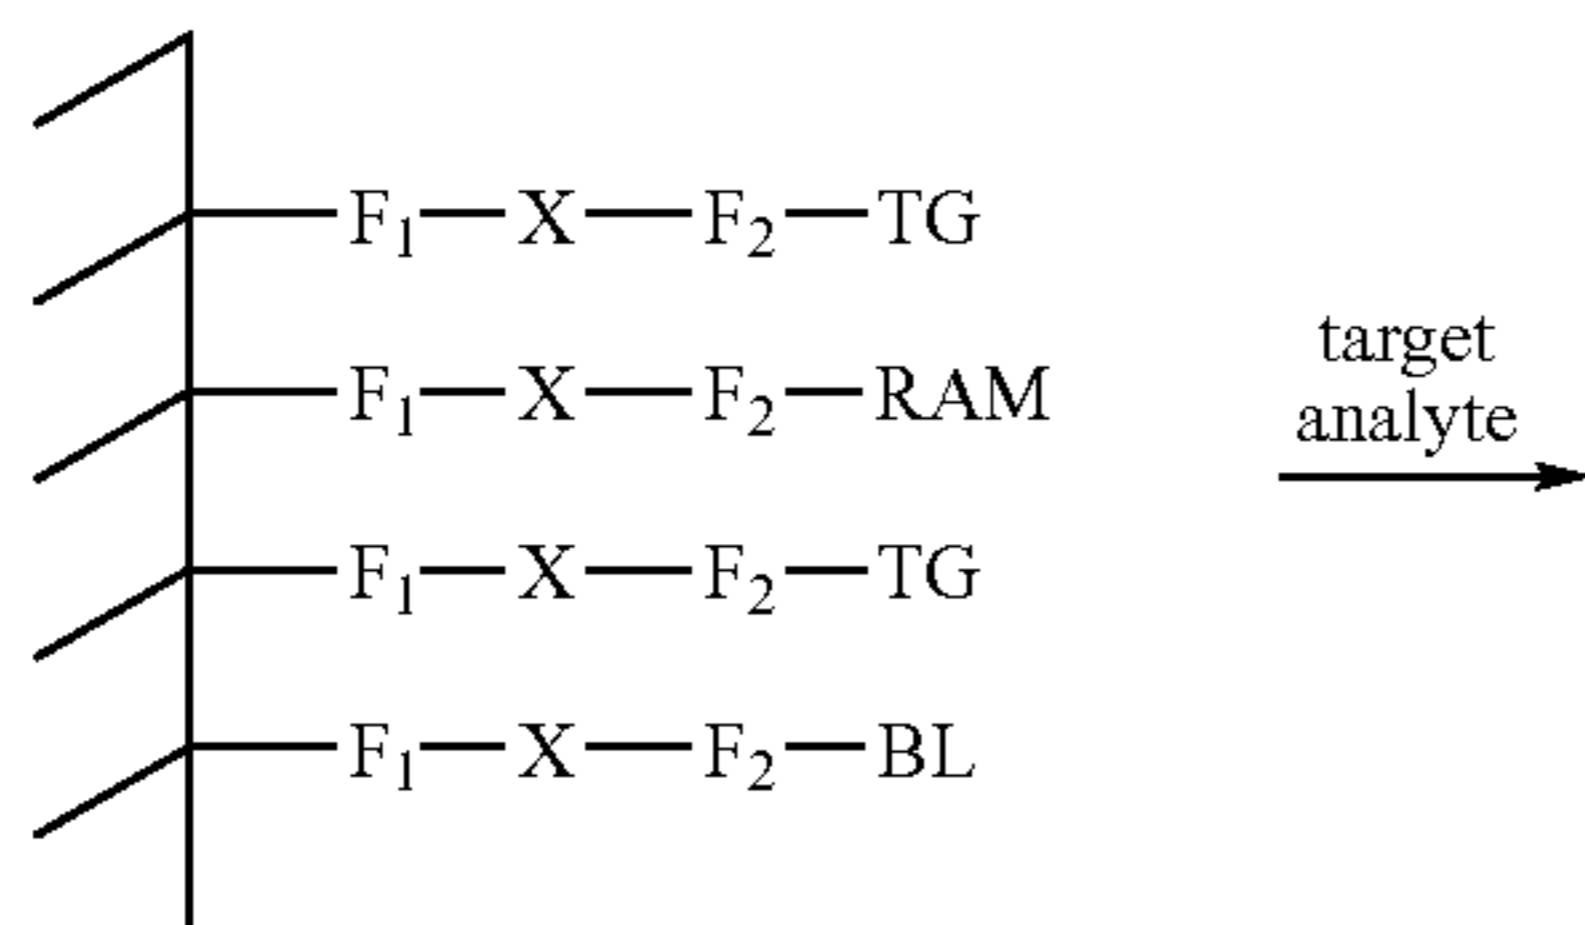 F₁—X—F₂—TG
F₁—X—F₂—RAM
target
analyte
F₁—X—F₂—TG
F₁—X—F₂—BL